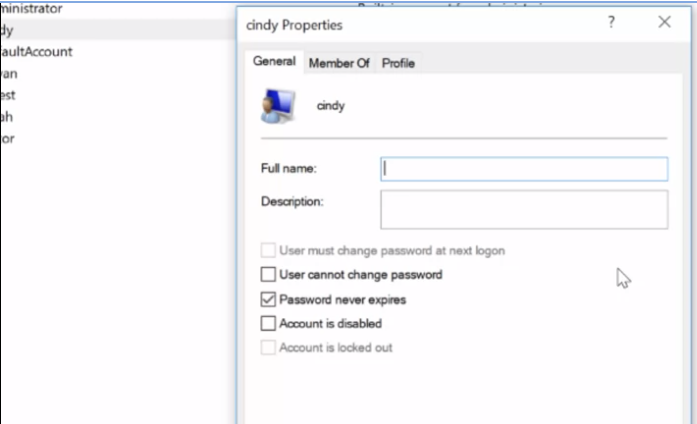 ministrator
dy
aultAccount
van
est
ah
tor
cindy Properties
?
General Member Of Profile
cindy
Full name:
Description:
User must change password at next logon
User cannot change password
Password never expires
Account is disabled
Account is locked out